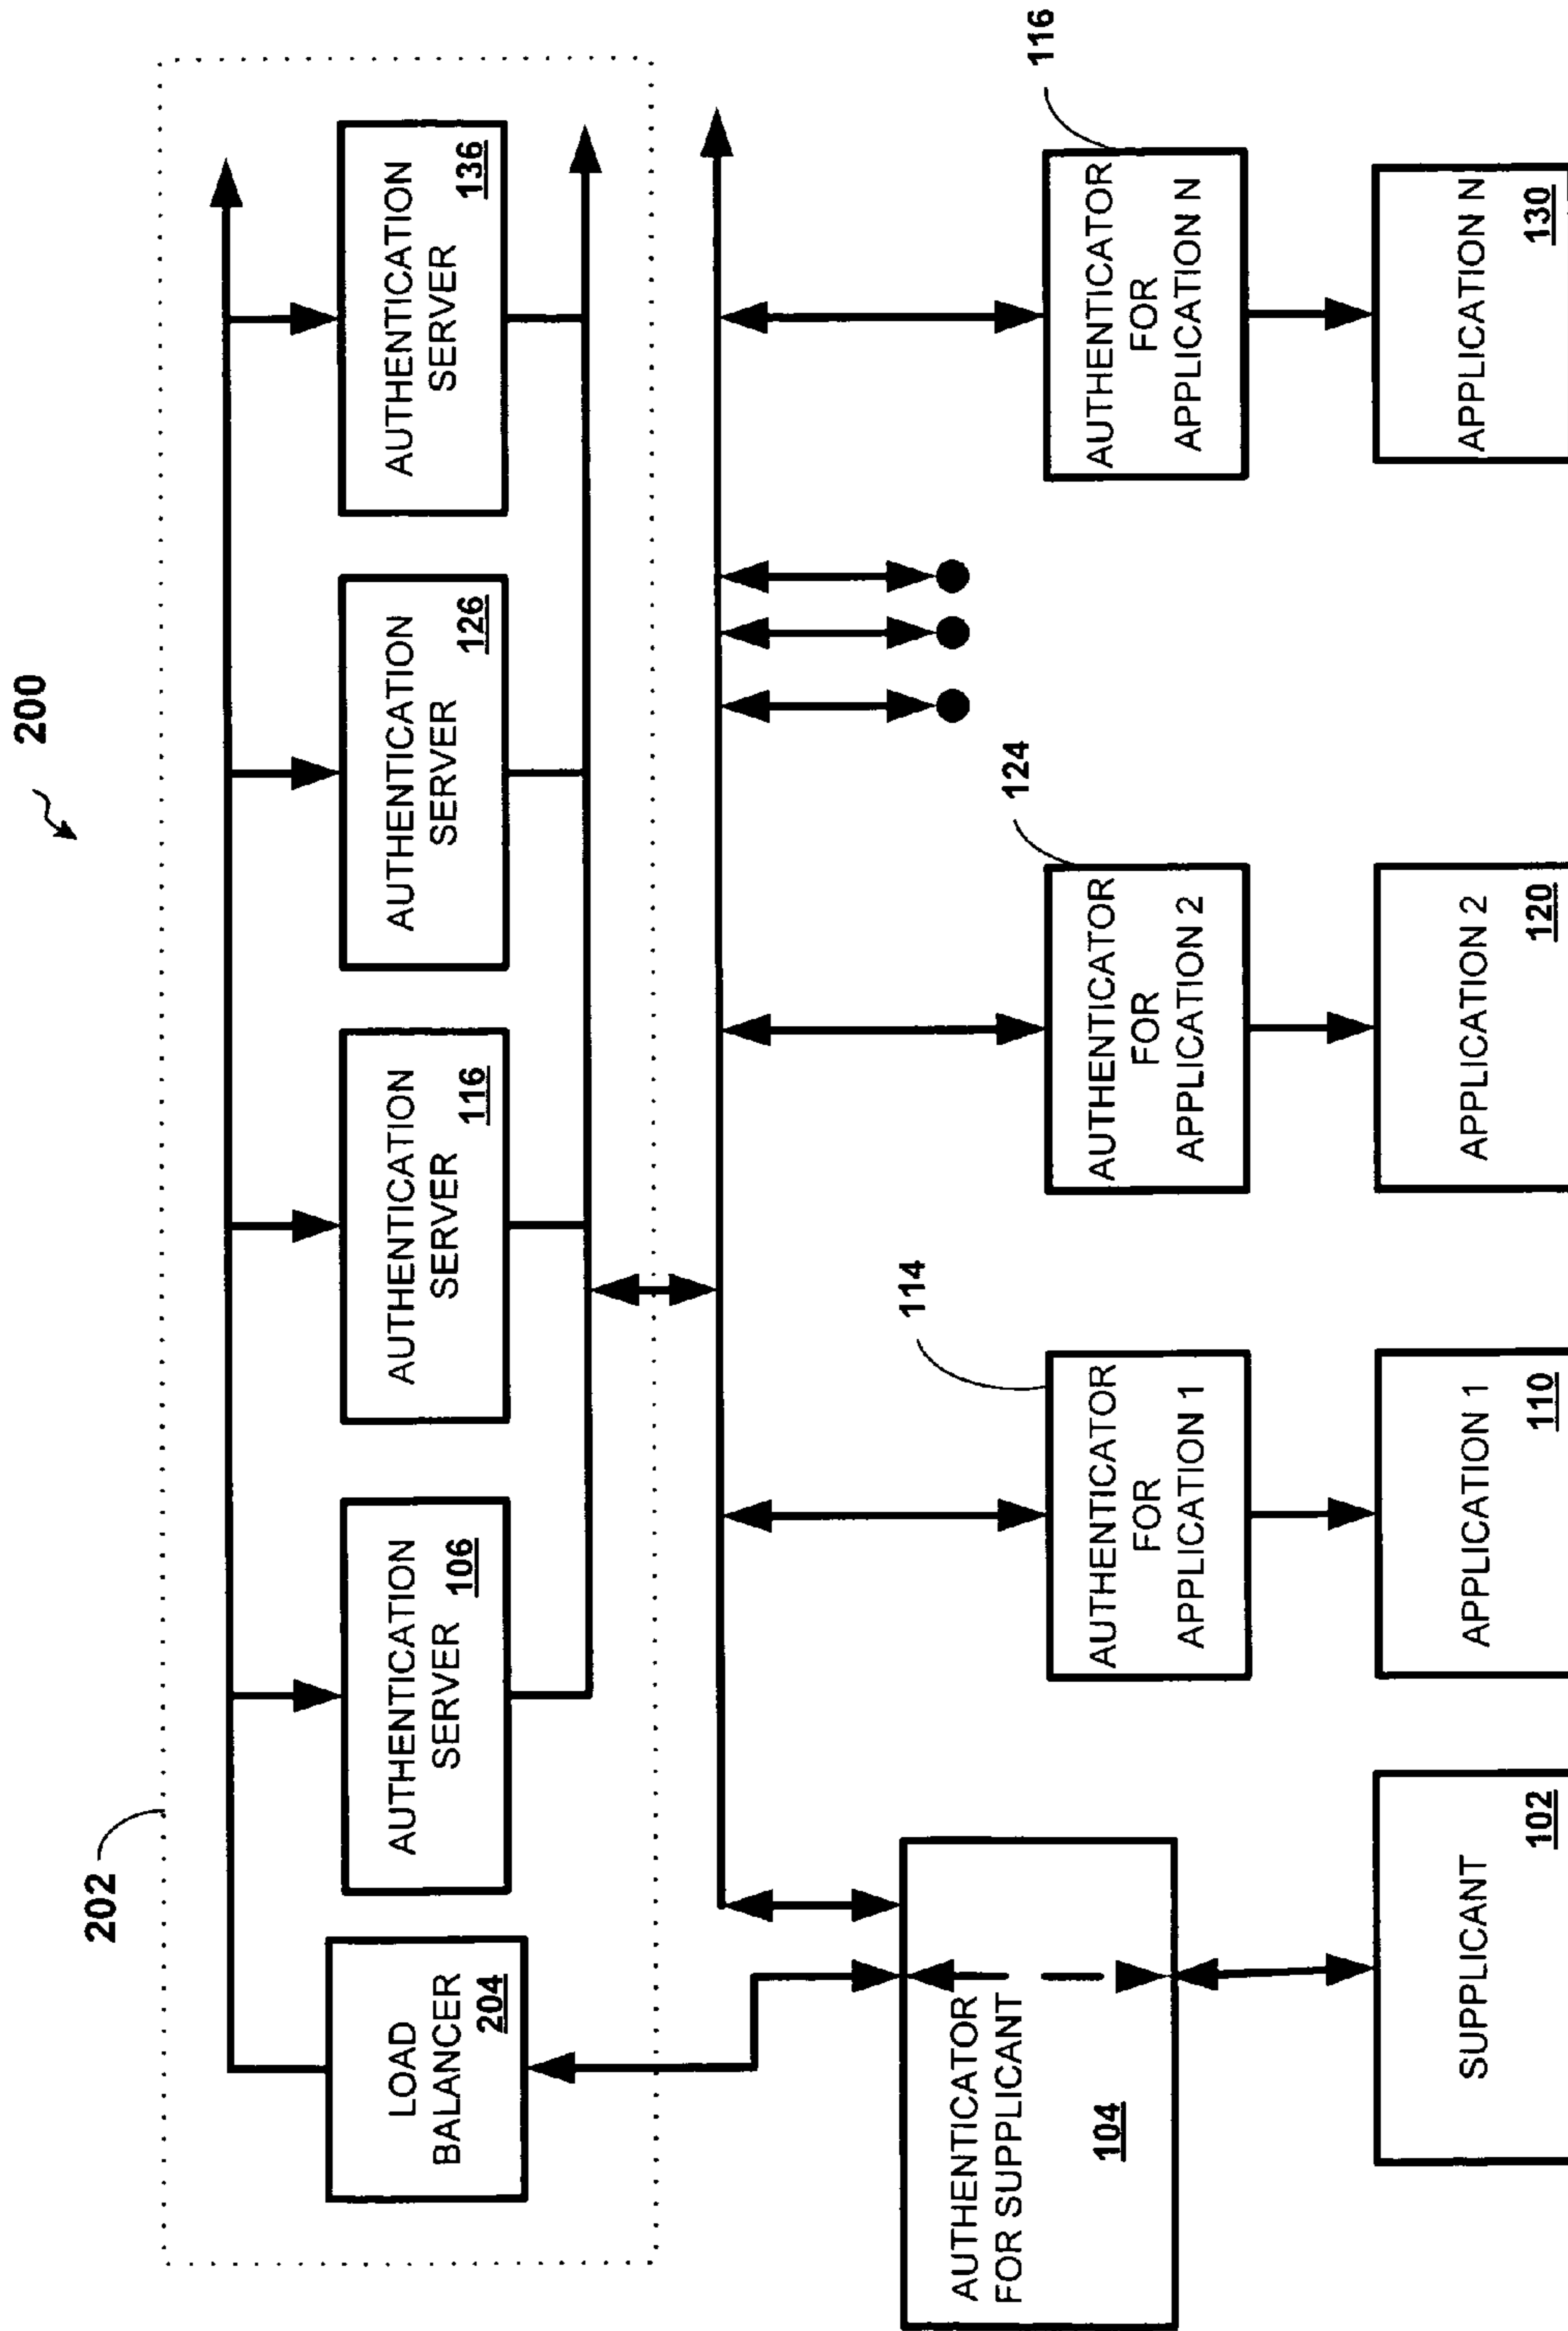 200
202
LOAD
BALANCER
204
AUTHENTICATION
SERVER
106
AUTHENTICATION
SERVER
116
AUTHENTICATION
SERVER
126
AUTHENTICATION
SERVER
136
AUTHENTICATOR
FOR SUPPLICANT
104
114
AUTHENTICATOR
FOR
APPLICATION 1
124
AUTHENTICATOR
FOR
APPLICATION 2
116
AUTHENTICATOR
FOR
APPLICATION N
SUPPLICANT
102
APPLICATION 1
110
APPLICATION 2
120
APPLICATION N
130